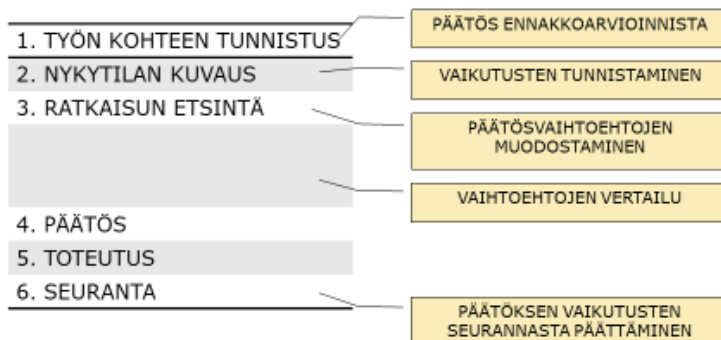 1. TYÖN KOHTEEN TUNNISTUS
2. NYKYTILAN KUVAUS
3. RATKAISUN ETSINTÄ
4. PÄÄTÖS
5. TOTEUTUS
6. SEURANTA
PÄÄTÖS ENNAKKOARVIOINNISTA
VAIKUTUSTEN TUNNISTAMINEN
PÄÄTÖSVAIHTOEHTOJEN
MUODOSTAMINEN
VAIHTOEHTOJEN VERTAILU
PÄÄTÖKSEN VAIKUTUSTEN
SEURANNASTA PÄÄTTÄMINEN